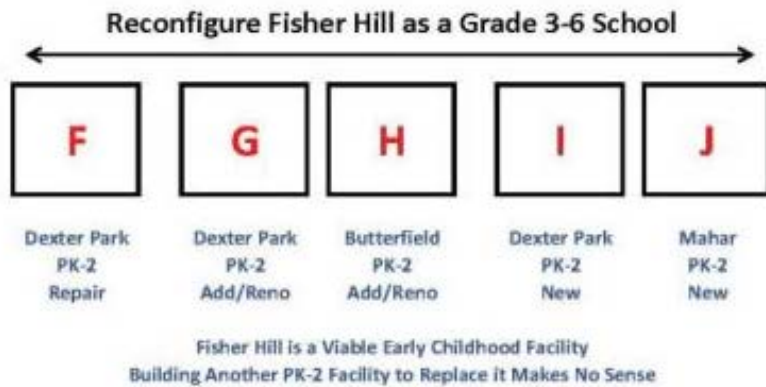 Reconfigure Fisher Hill as a Grade 3-6 School
F G H I J
Dexter Park Dexter Park Butterfield Dexter Park Mahar
PK-2 PK-2 PK-2 PK-2 PK-2
Repair Add/Reno Add/Reno New New
Fisher Hill is a Viable Early Childhood Facility
Building Another PK-2 Facility to Replace it Makes No Sense